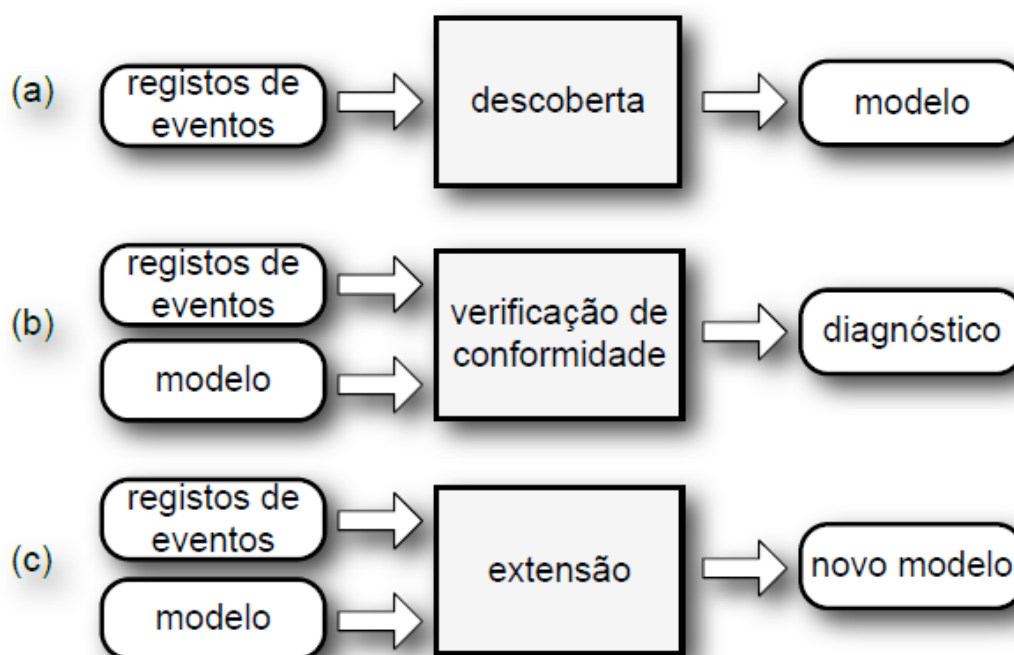 (a)
registos de
eventos
descoberta
modelo
(b)
registos de
eventos
modelo
verificação de
conformidade
diagnóstico
(c)
registos de
eventos
modelo
extensão
novo modelo